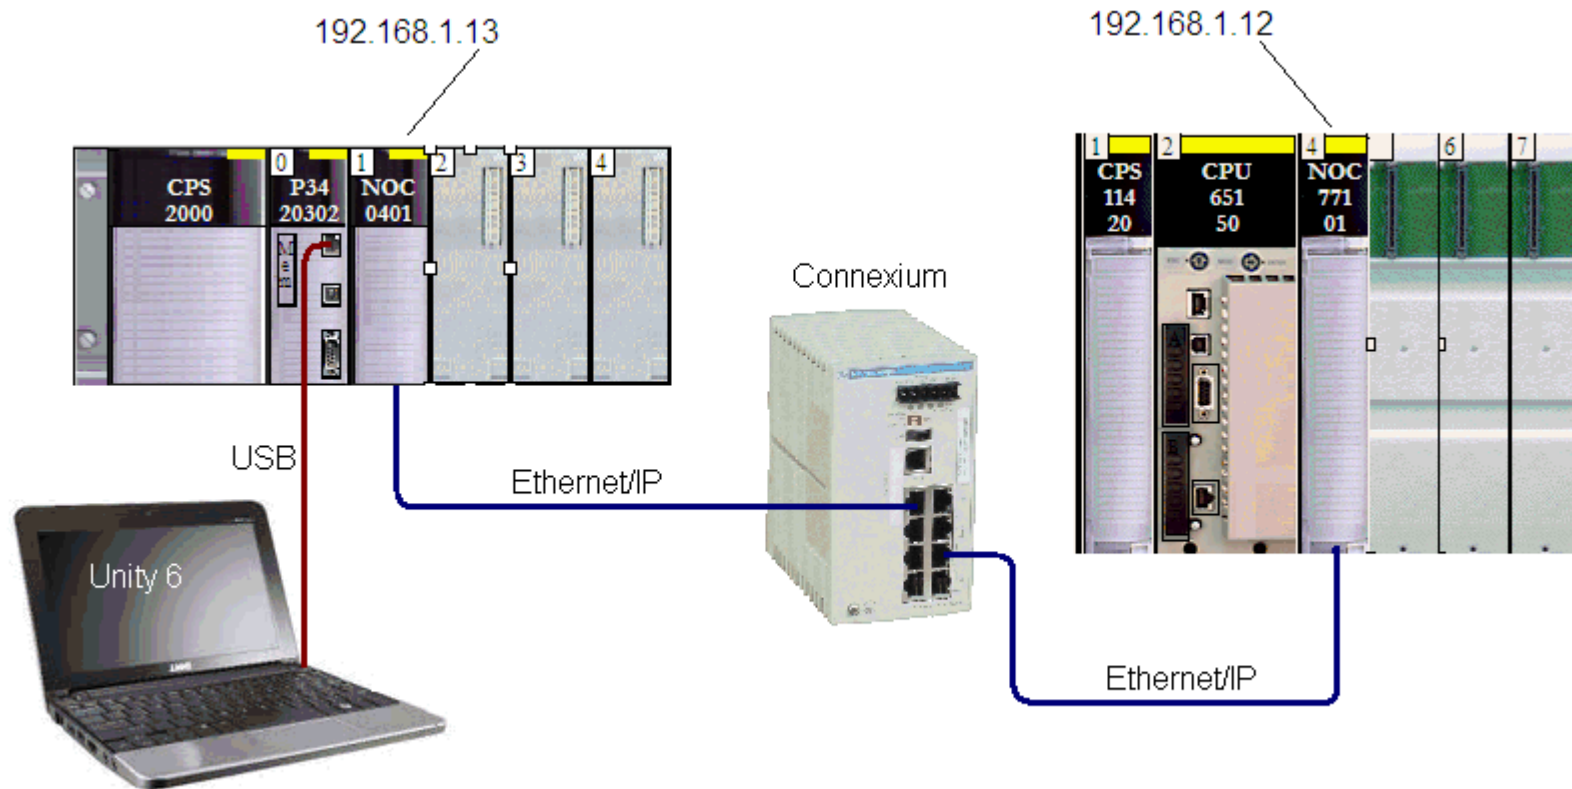 192.168.1.13
192.168.1.12
CPS
2000
0
P34
20302
1
NOC
0401
2
3
4
1
CPS
114
20
2
CPU
651
50
4
NOC
771
01
6
7
Connexium
USB
Ethernet/IP
Unity 6
Ethernet/IP